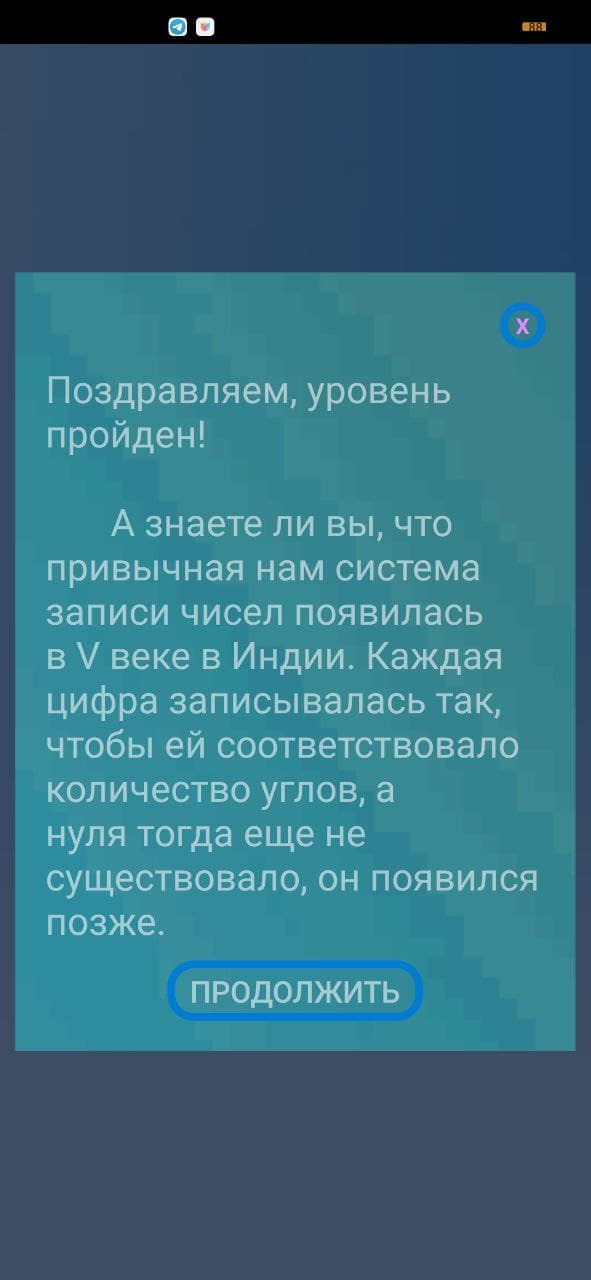 88
X
Поздравляем, уровень
пройден!
А знаете ли вы, что
привычная нам система
записи чисел появилась
в V веке в Индии. Каждая
цифра записывалась так,
чтобы ей соответствовало
количество углов, а
нуля тогда еще не
существовало, он появился
позже.
ПРОДОЛЖИТЬ